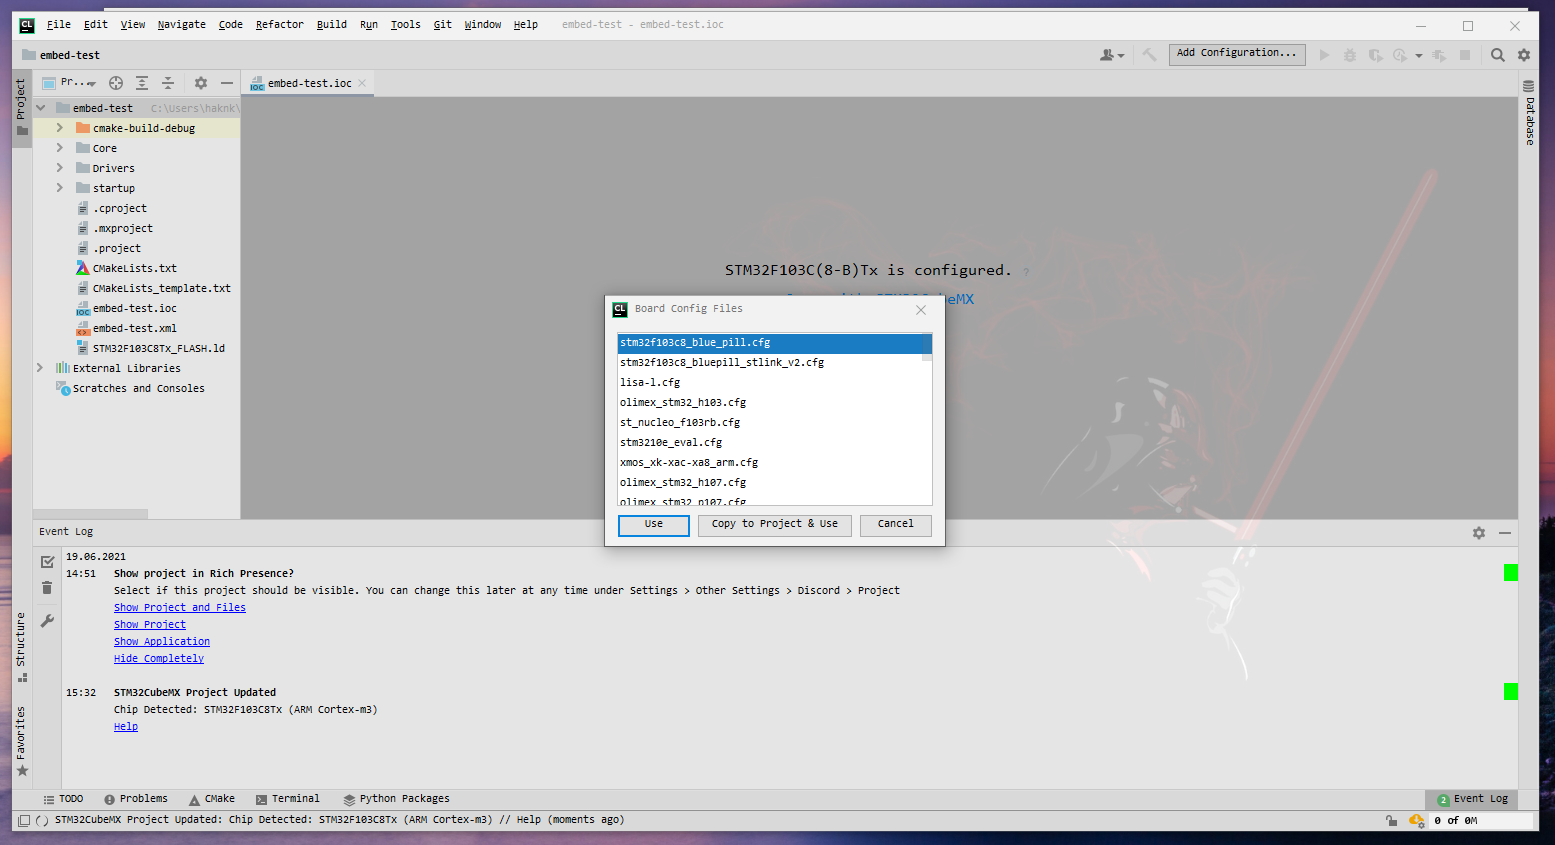 CL File Edit View Navigate Code Refactor Build Run Tools Git Window Help embed-test - embed-test.ioc
embed-test
Add Configuration...
Project
Pr...
IOC embed-test.ioc
Database
embed-test C:\Users\haknk\
cmake-build-debug
Core
Drivers
startup
.cproject
.mxproject
.project
CMakeLists.txt
CMakeLists_template.txt
IOC embed-test.ioc
embed-test.xml
STM32F103C8Tx_FLASH.ld
External Libraries
Scratches and Consoles
STM32F103C(8-B)Tx is configured. ?
CL Board Config Files
stm32f103c8_blue_pill.cfg
stm32f103c8_bluepill_stlink_v2.cfg
lisa-l.cfg
olimex_stm32_h103.cfg
st_nucleo_f103rb.cfg
stm3210e_eval.cfg
xmos_xk-xac-xa8_arm.cfg
olimex_stm32_h107.cfg
olimex_stm32_p107.cfg
Use Copy to Project & Use Cancel
Event Log
19.06.2021
14:51 Show project in Rich Presence?
Select if this project should be visible. You can change this later at any time under Settings > Other Settings > Discord > Project
Show Project and Files
Show Project
Show Application
Hide Completely
15:32 STM32CubeMX Project Updated
Chip Detected: STM32F103C8Tx (ARM Cortex-m3)
Help
Structure
Favorites
TODO Problems CMake Terminal Python Packages 2 Event Log
STM32CubeMX Project Updated: Chip Detected: STM32F103C8Tx (ARM Cortex-m3) // Help (moments ago) 0 of 0M